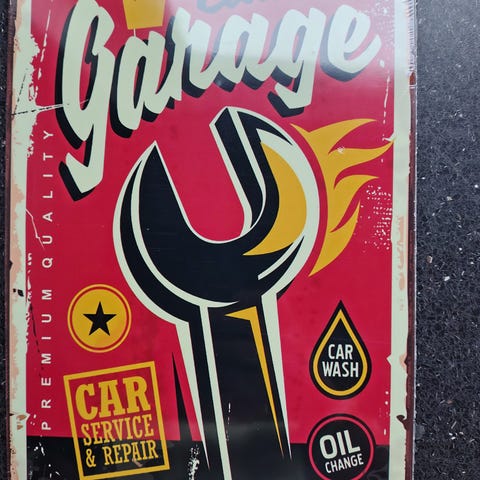 Garage
PREMIUM QUALITY
CAR
SERVICE
& REPAIR
CAR
WASH
OIL
CHANGE